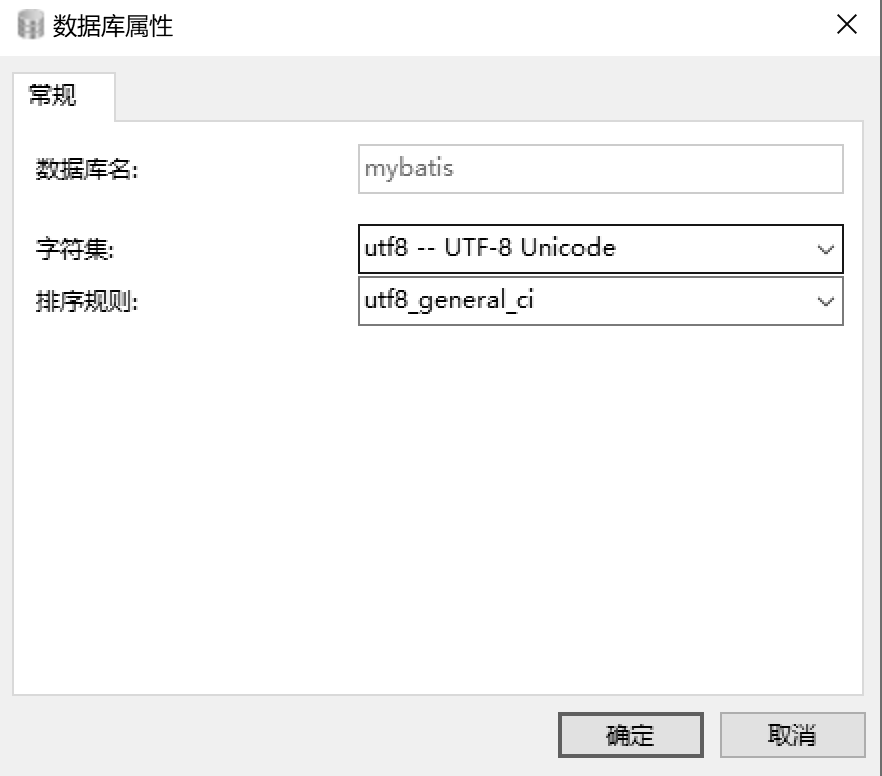 数据库属性
常规
数据库名: mybatis
字符集: utf8 -- UTF-8 Unicode
排序规则: utf8_general_ci
确定 取消